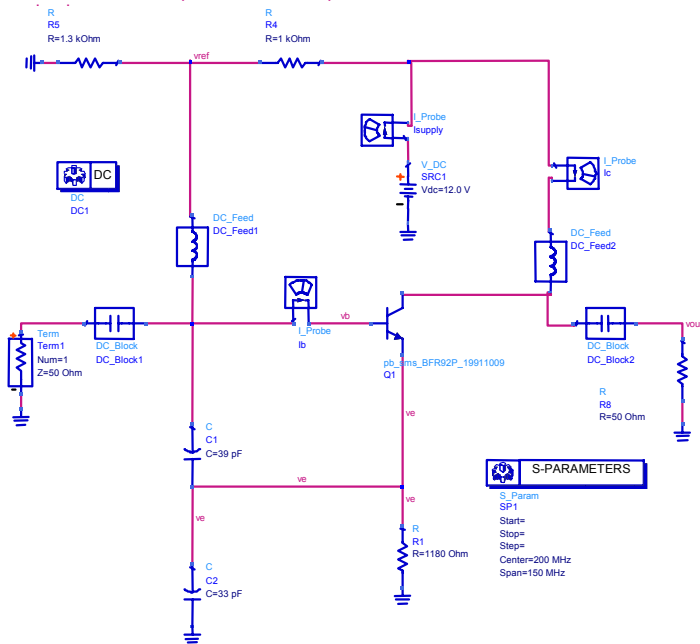 R
R5
R=1.3 kOhm
R
R4
R=1 kOhm
vref
I_Probe
Isupply
V_DC
SRC1
Vdc=12.0 V
I_Probe
Ic
DC
DC
DC1
DC_Feed
DC_Feed1
DC_Feed
DC_Feed2
Term
Term1
Num=1
Z=50 Ohm
DC_Block
DC_Block1
I_Probe
Ib
vb
pb_nms_BFR92P_19911009
Q1
DC_Block
DC_Block2
vou
R
R8
R=50 Ohm
ve
C
C1
C=39 pF
ve
ve
ve
C
C2
C=33 pF
R
R1
R=1180 Ohm
S-PARAMETERS
S_Param
SP1
Start=
Stop=
Step=
Center=200 MHz
Span=150 MHz